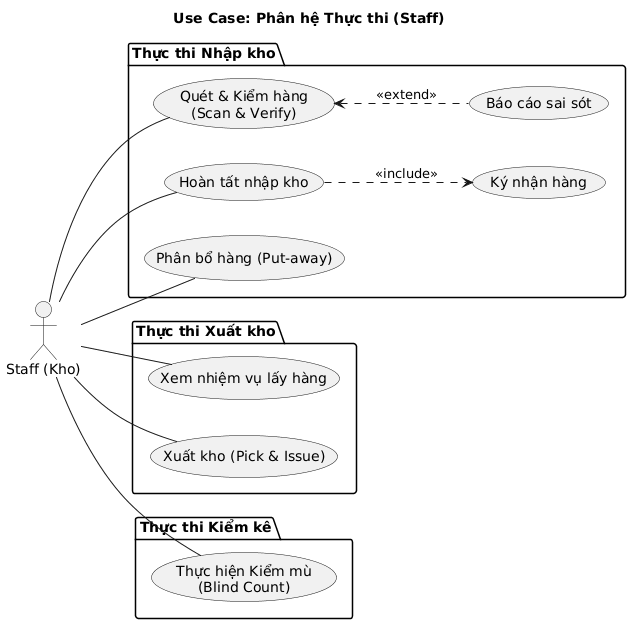 Use Case: Phân hệ Thực thi (Staff)
Thực thi Nhập kho
Quét & Kiểm hàng
(Scan & Verify)
«extend»
Báo cáo sai sót
Hoàn tất nhập kho
«include»
Ký nhận hàng
Phân bổ hàng (Put-away)
Staff (Kho)
Thực thi Xuất kho
Xem nhiệm vụ lấy hàng
Xuất kho (Pick & Issue)
Thực thi Kiểm kê
Thực hiện Kiểm mù
(Blind Count)